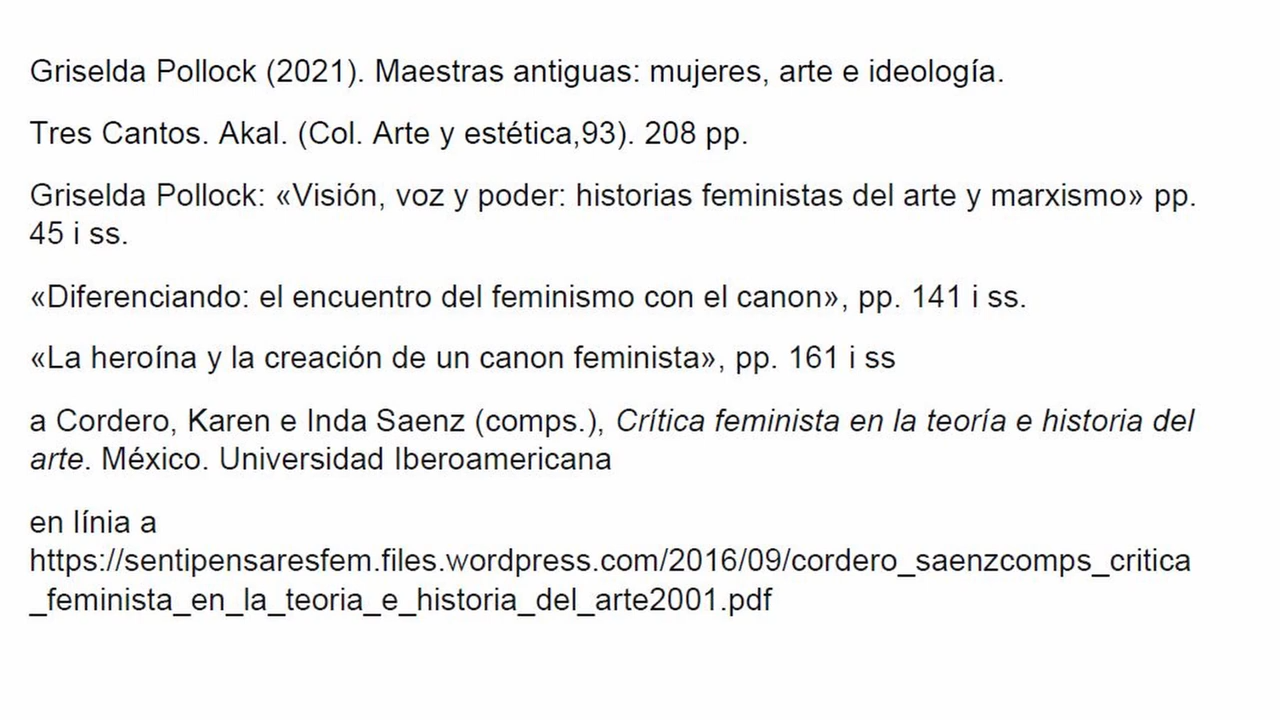 Griselda Pollock (2021). Maestras antiguas: mujeres, arte e ideología.
Tres Cantos. Akal. (Col. Arte y estética,93). 208 pp.
Griselda Pollock: «Visión, voz y poder: historias feministas del arte y marxismo» pp.
45 i ss.
«Diferenciando: el encuentro del feminismo con el canon», pp. 141 i ss.
«La heroína y la creación de un canon feminista», pp. 161 i ss
a Cordero, Karen e Inda Saenz (comps.), Crítica feminista en la teoría e historia del
arte. México. Universidad Iberoamericana
en línia a
https://sentipensaresfem.files.wordpress.com/2016/09/cordero_saenzcomps_critica
_feminista_en_la_teoria_e_historia_del_arte2001.pdf